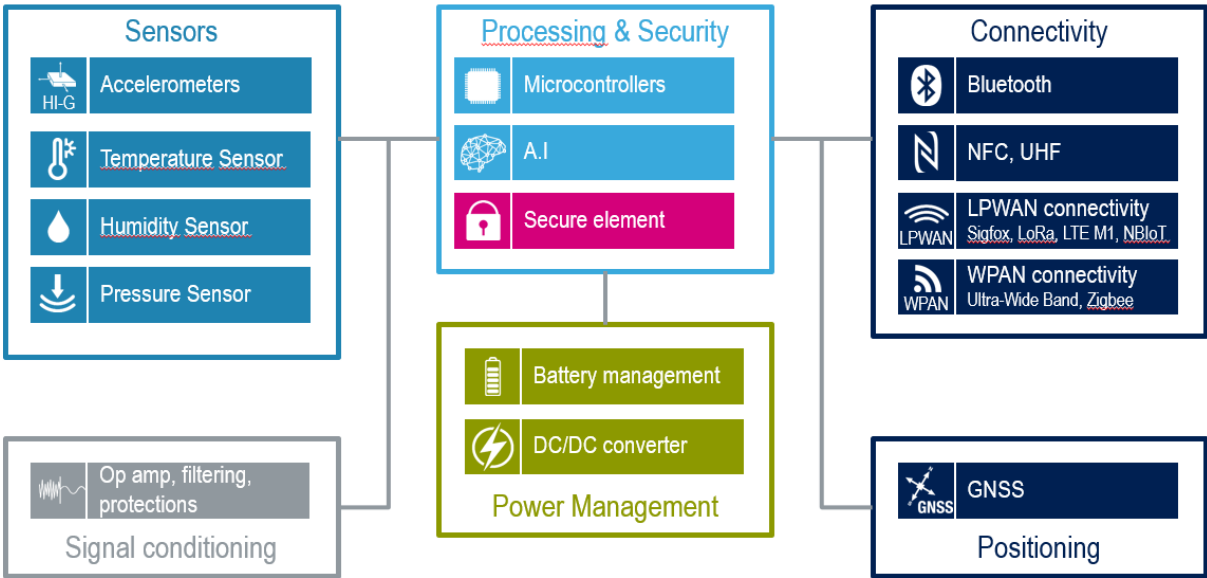 Sensors
HI-G
Accelerometers
Temperature Sensor
Humidity Sensor
Pressure Sensor
Op amp, filtering,
protections
Signal conditioning
Processing & Security
Microcontrollers
A.I
Secure element
Battery management
DC/DC converter
Power Management
Connectivity
Bluetooth
NFC, UHF
LPWAN
LPWAN connectivity
Sigfox, LoRa, LTE M1, NBIoT
WPAN
WPAN connectivity
Ultra-Wide Band, Zigbee
GNSS
GNSS
Positioning